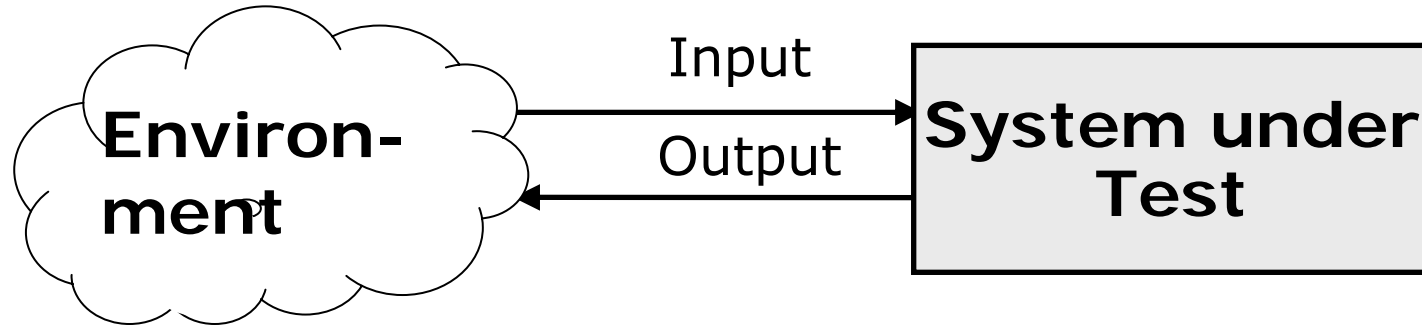 Input
Environ-
ment
Output
System under
Test